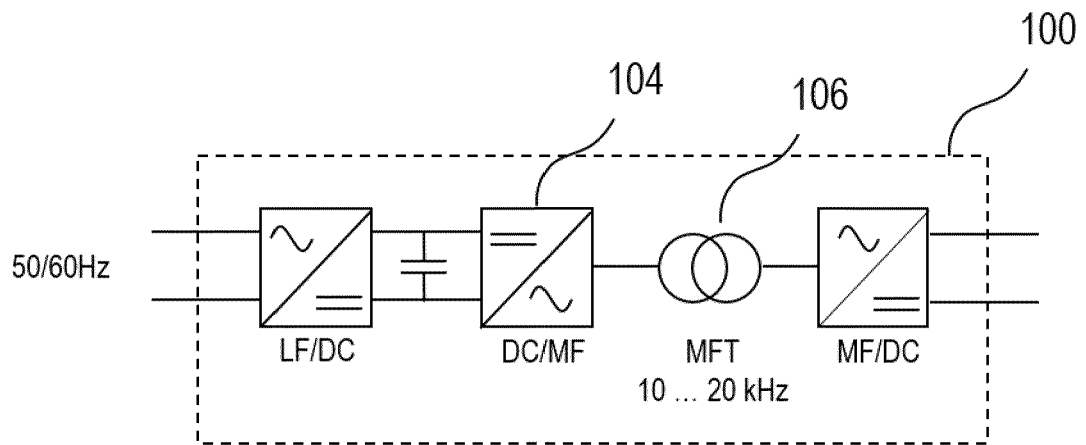 100
104
106
50/60Hz
LF/DC
DC/MF
MFT
MF/DC
10 ... 20 kHz